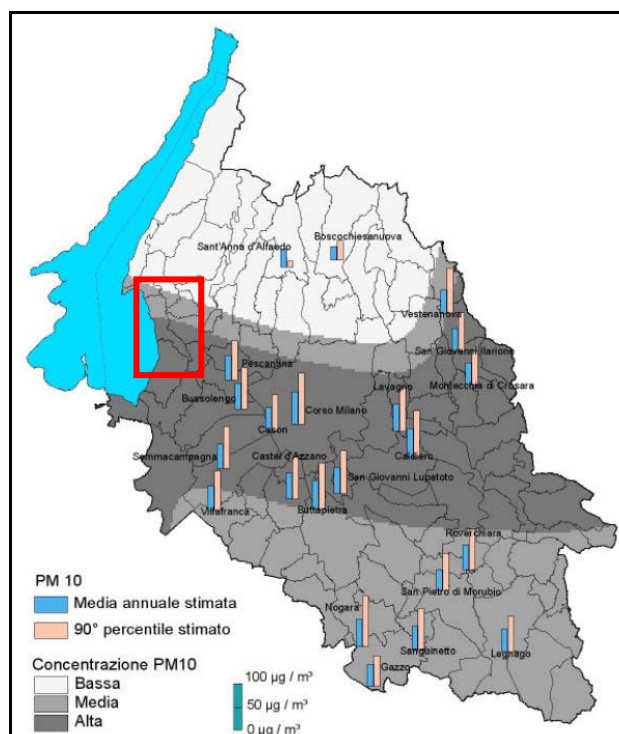 Boscochiesanuova
Sant'Anna d'Alfaedo
Vestenanova
San Giovanni Ilarione
Pescantina
Montecchia di Crosara
Bussolengo
Lavagno
Corso Milano
Cason
Caldiero
Sommacampagna
Castel d'Azzano
San Giovanni Lupatoto
Villafranca
Buttapietra
Roverchiara
San Pietro di Morubio
Nogara
Sanguinetto
Legnago
Gazzo
PM 10
Media annuale stimata
90° percentile stimato
Concentrazione PM10
Bassa
Media
Alta
100 µg / m³
50 µg / m³
0 µg / m³